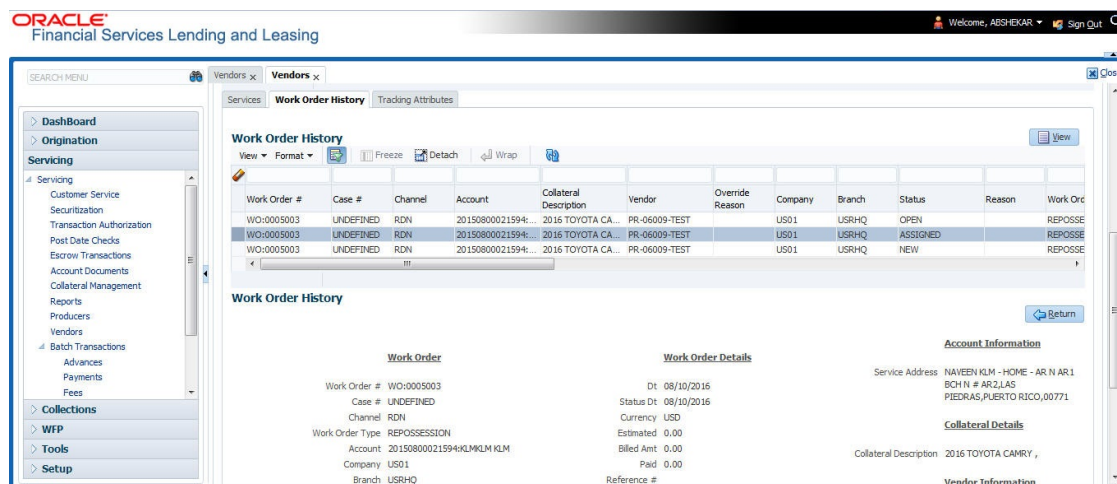 ORACLE
Financial Services Lending and Leasing
Welcome, ABSHEKAR Sign Out
SEARCH MENU
DashBoard
Origination
Servicing
Servicing
Customer Service
Securitization
Transaction Authorization
Post Date Checks
Escrow Transactions
Account Documents
Collateral Management
Reports
Producers
Vendors
Batch Transactions
Advances
Payments
Fees
Collections
WFP
Tools
Setup
Vendors x Vendors x Clos
Services Work Order History Tracking Attributes
Work Order History View
View Format Freeze Detach Wrap
Work Order # Case # Channel Account Collateral Description Vendor Override Reason Company Branch Status Reason Work Ord
WO:0005003 UNDEFINED RDN 20150800021594:... 2016 TOYOTA CA... PR-06009-TEST US01 USRHQ OPEN REPOSSE
WO:0005003 UNDEFINED RDN 20150800021594:... 2016 TOYOTA CA... PR-06009-TEST US01 USRHQ ASSIGNED REPOSSE
WO:0005003 UNDEFINED RDN 20150800021594:... 2016 TOYOTA CA... PR-06009-TEST US01 USRHQ NEW REPOSSE
Work Order History
Return
Work Order
Work Order # WO:0005003
Case # UNDEFINED
Channel RDN
Work Order Type REPOSSESSION
Account 20150800021594:KLMKLM KLM
Company US01
Branch USRHQ
Work Order Details
Dt 08/10/2016
Status Dt 08/10/2016
Currency USD
Estimated 0.00
Billed Amt 0.00
Paid 0.00
Reference #
Account Information
Service Address NAVEEN KLM - HOME - AR N AR1
BCH N # AR2,LAS
PIEDRAS,PUERTO RICO,00771
Collateral Details
Collateral Description 2016 TOYOTA CAMRY ,
Vendor Information